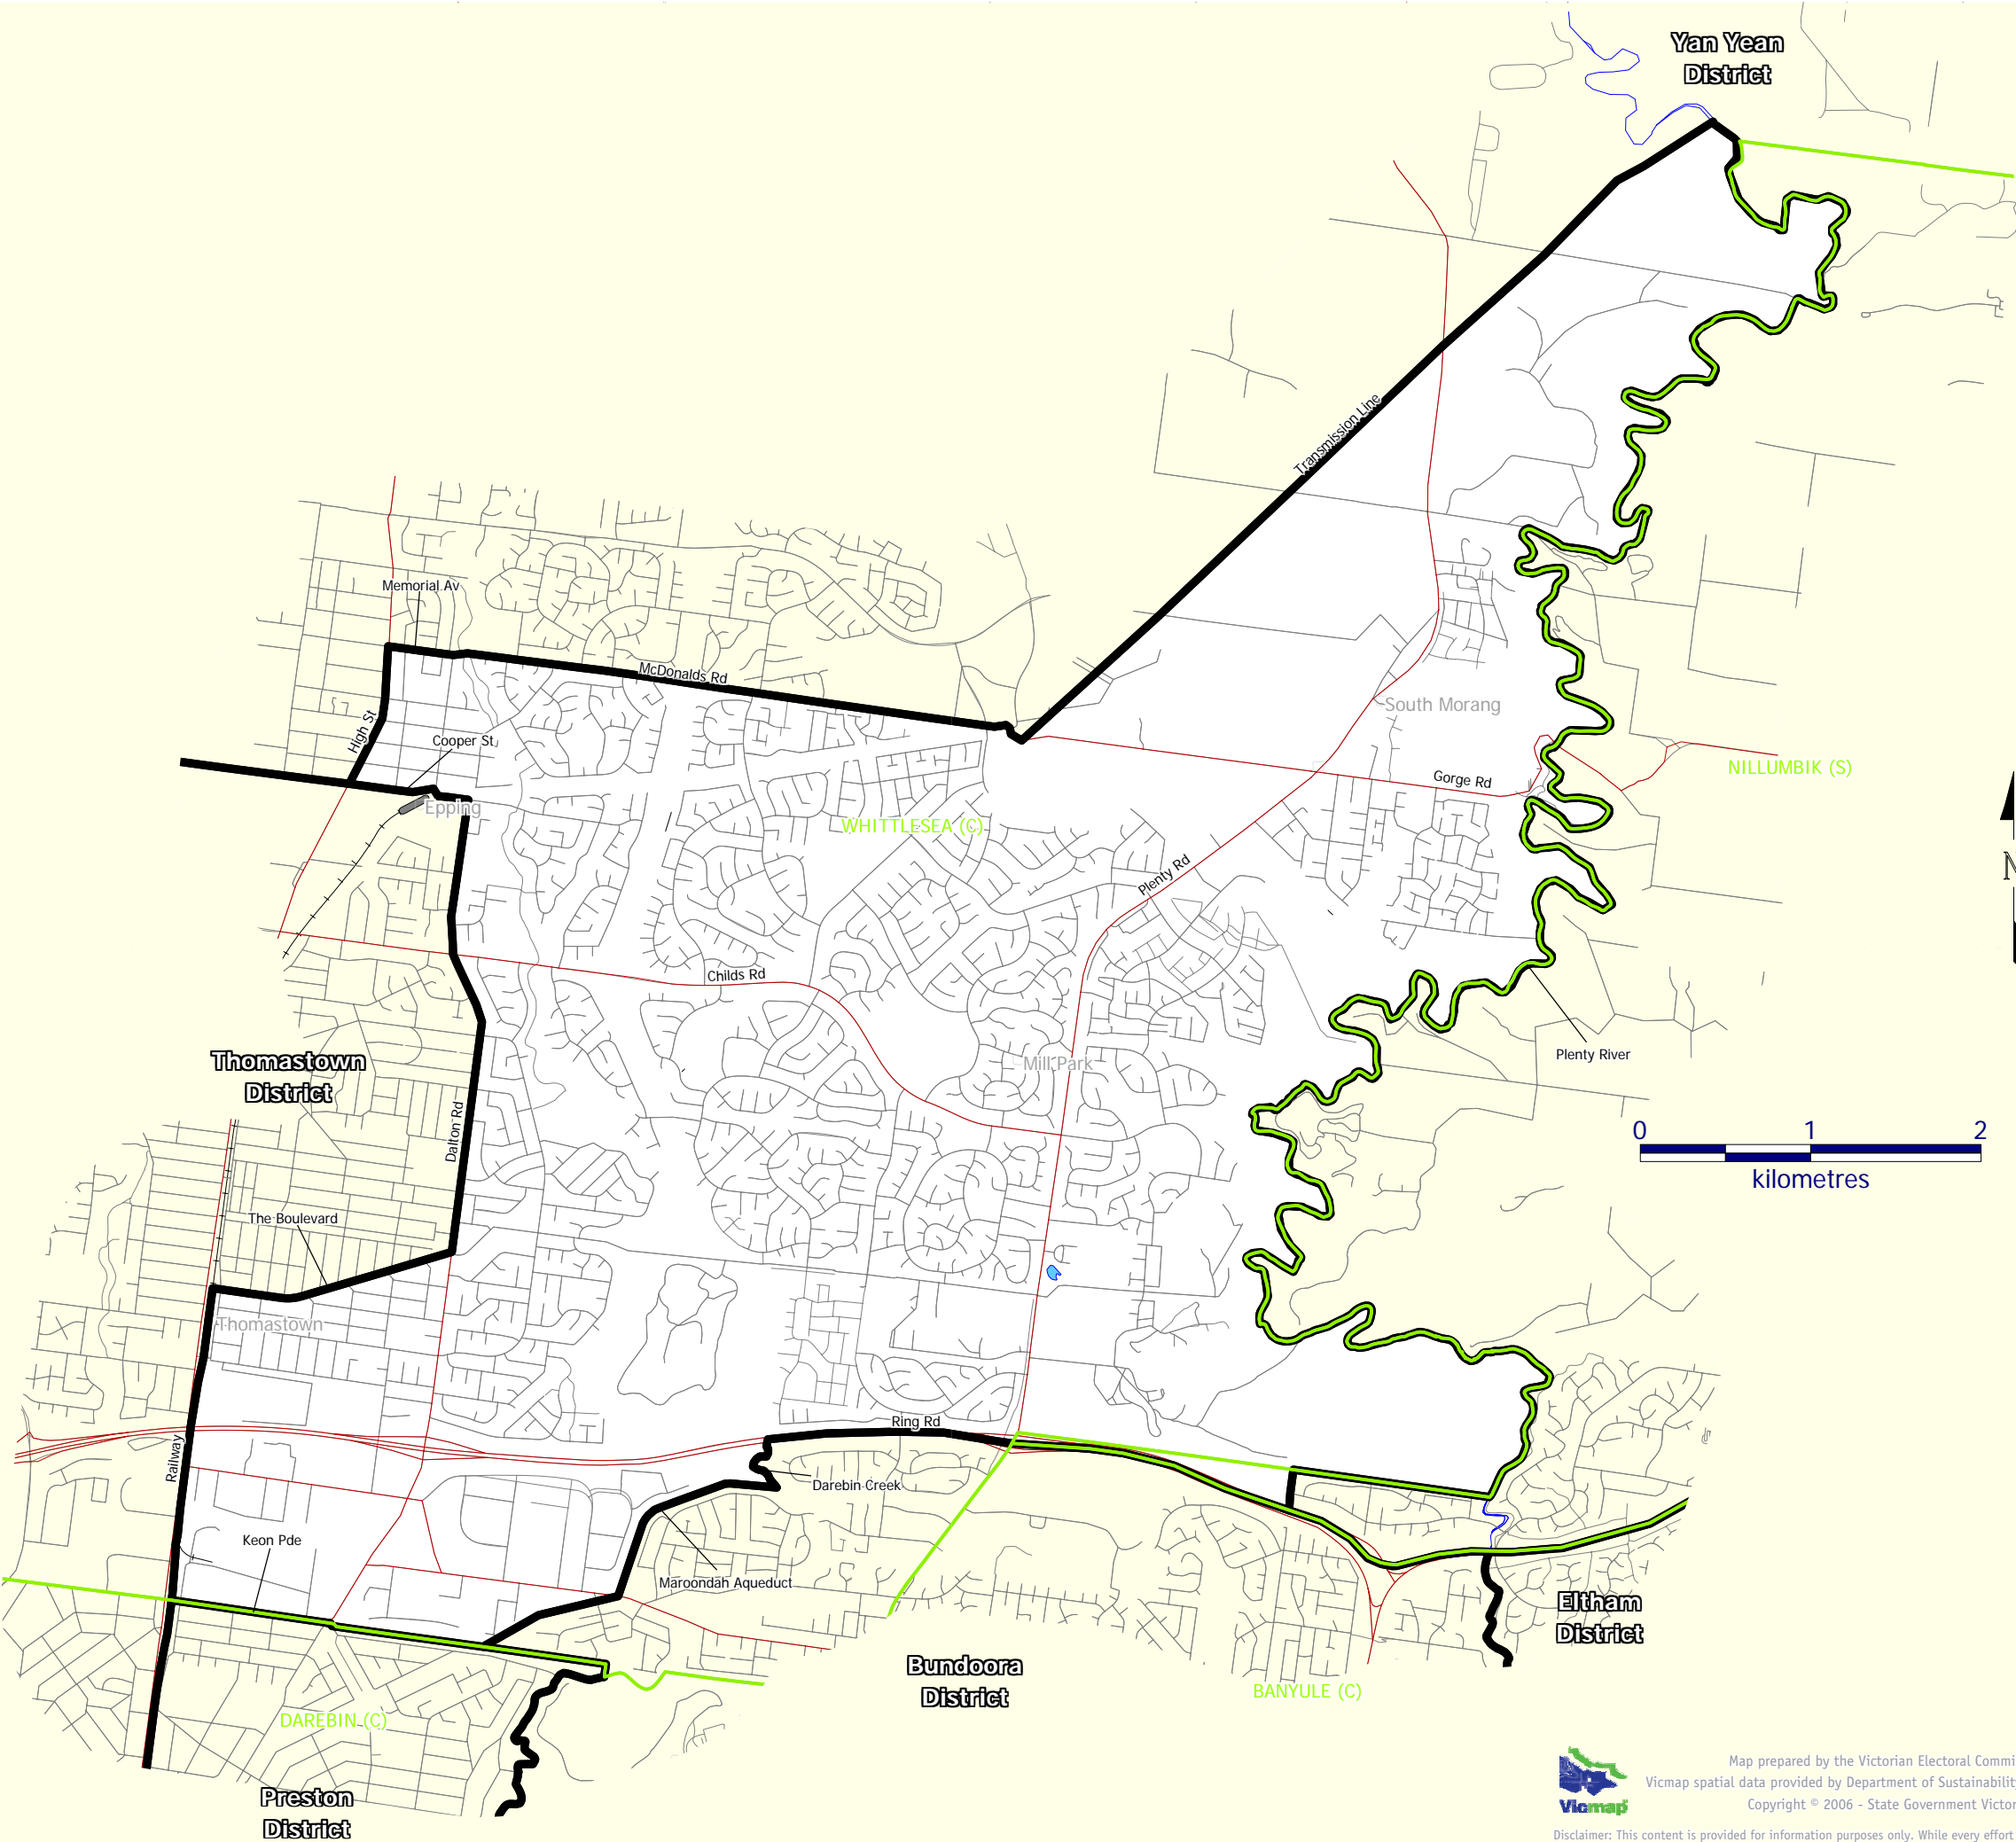 Yan Yean
District
Transmission Line
Memorial Av
McDonalds Rd
High St
Cooper St
South Morang
Epping
Gorge Rd
NILLUMBIK (S)
WHITTLESEA (C)
N
Plenty Rd
Childs Rd
Plenty River
Thomastown
District
Mill Park
Dalton Rd
0 1 2
kilometres
The Boulevard
Thomastown
Ring Rd
Railway
Darebin Creek
Keon Pde
Maroondah Aqueduct
Eltham
District
Bundoora
District
BANYULE (C)
DAREBIN (C)
Preston
District
Vicmap
Map prepared by the Victorian Electoral Commi
Vicmap spatial data provided by Department of Sustainability
Copyright © 2006 - State Government Victor
Disclaimer: This content is provided for information purposes only. While every effort